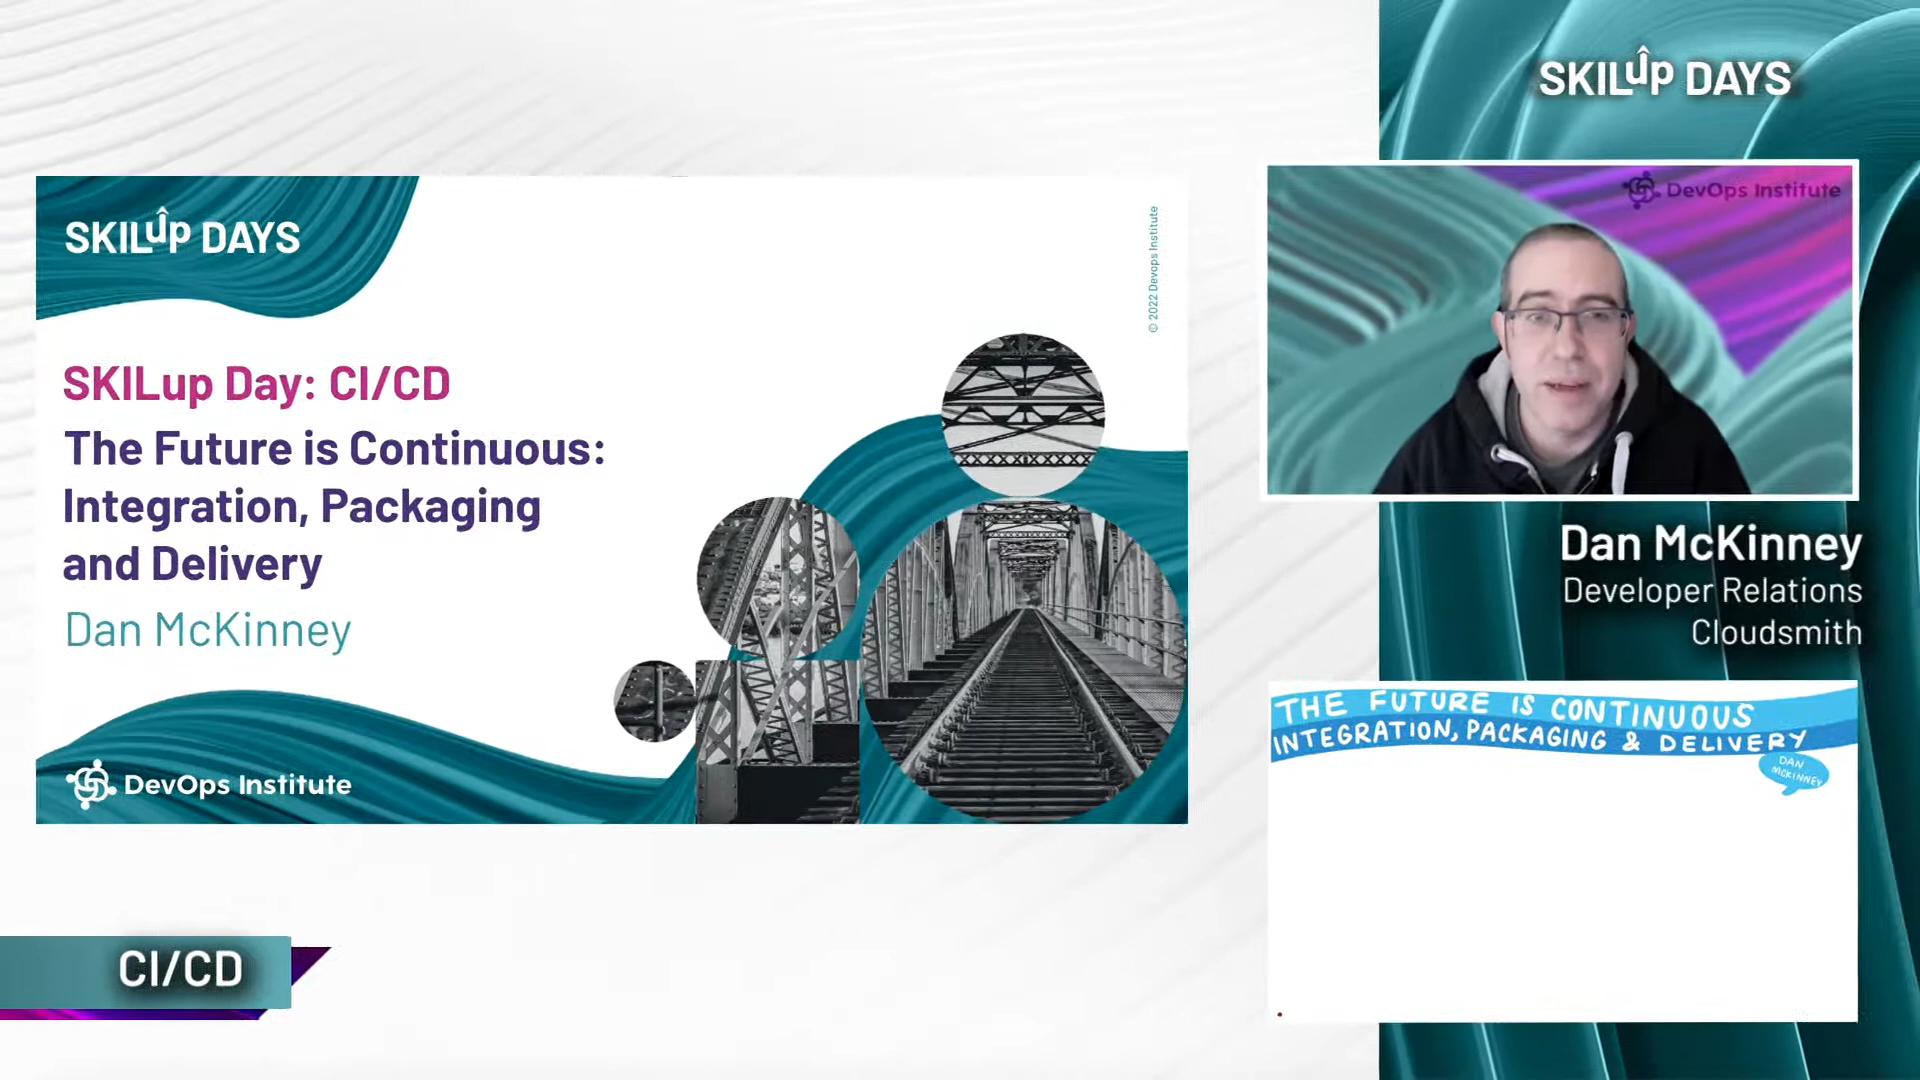 SKILup DAYS
© 2022 Devops Institute
SKILup Day: CI/CD
The Future is Continuous:
Integration, Packaging
and Delivery
Dan McKinney
DevOps Institute
CI/CD
SKILup DAYS
DevOps Institute
Dan McKinney
Developer Relations
Cloudsmith
THE FUTURE IS CONTINUOUS
INTEGRATION, PACKAGING & DELIVERY
DAN
MCKINNEY